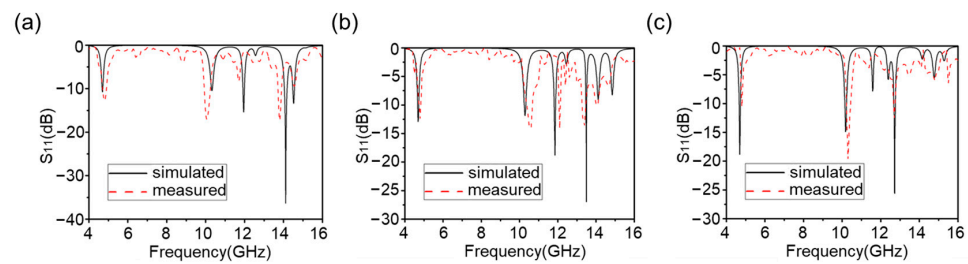 (a)
S₁₁(dB)
0
−10
−20
−30
−40
simulated
measured
4 6 8 10 12 14 16
Frequency(GHz)
(b)
S₁₁(dB)
0
−5
−10
−15
−20
−25
−30
simulated
measured
4 6 8 10 12 14 16
Frequency(GHz)
(c)
S₁₁(dB)
0
−5
−10
−15
−20
−25
−30
simulated
measured
4 6 8 10 12 14 16
Frequency(GHz)